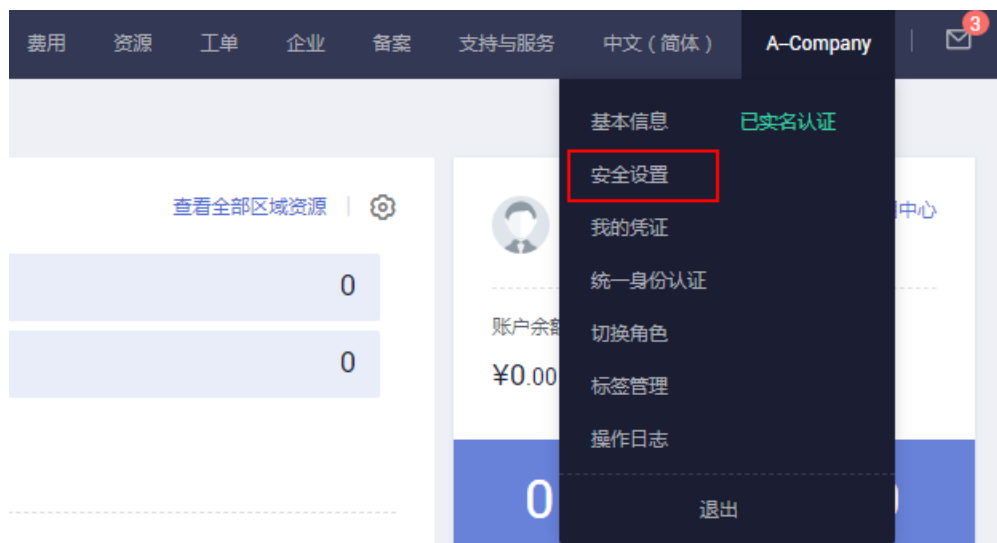 费用 资源 工单 企业 备案 支持与服务 中文（简体） A–Company 3
基本信息 已实名认证
安全设置
我的凭证
统一身份认证
切换角色
标签管理
操作日志
退出
查看全部区域资源
0
0
中心
账户余额
¥0.00
0